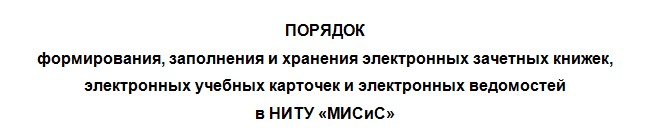 ПОРЯДОК
формирования, заполнения и хранения электронных зачетных книжек,
электронных учебных карточек и электронных ведомостей
в НИТУ «МИСиС»